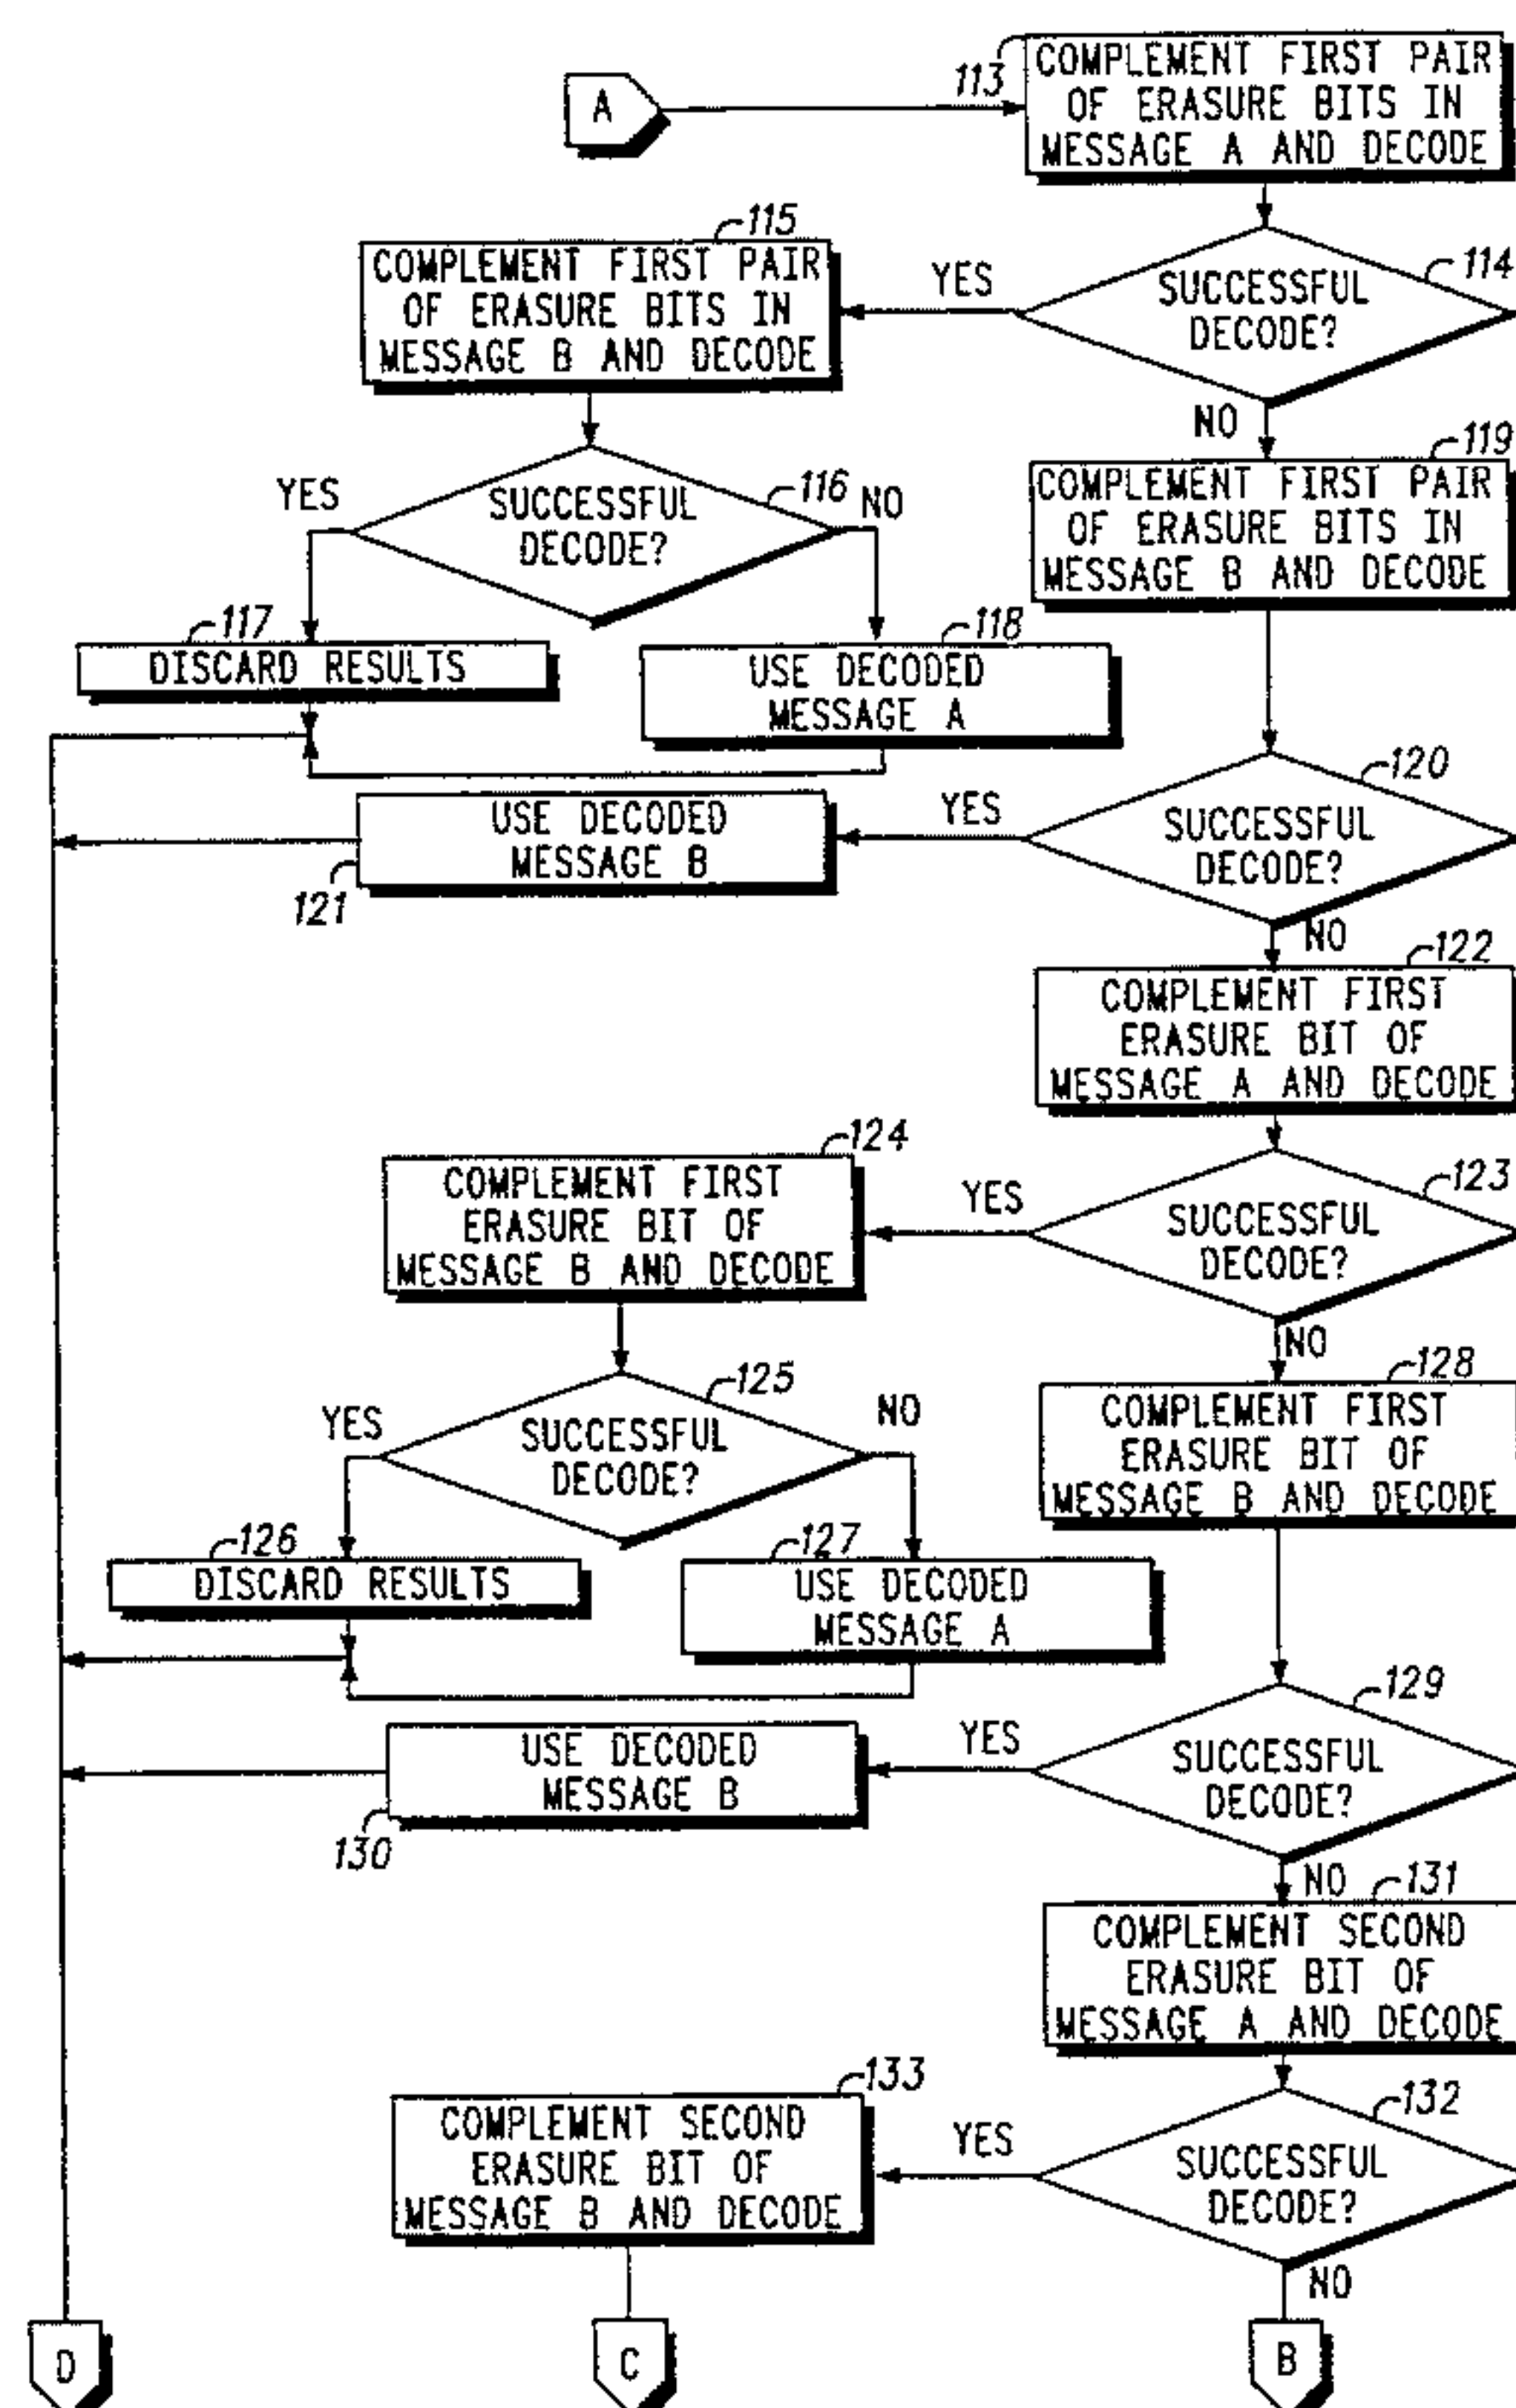 A
113
COMPLEMENT FIRST PAIR
OF ERASURE BITS IN
MESSAGE A AND DECODE
115
COMPLEMENT FIRST PAIR
OF ERASURE BITS IN
MESSAGE B AND DECODE
YES
114
SUCCESSFUL
DECODE?
NO
119
COMPLEMENT FIRST PAIR
OF ERASURE BITS IN
MESSAGE B AND DECODE
YES
116
SUCCESSFUL
DECODE?
NO
117
DISCARD RESULTS
118
USE DECODED
MESSAGE A
120
SUCCESSFUL
DECODE?
YES
USE DECODED
MESSAGE B
121
NO
122
COMPLEMENT FIRST
ERASURE BIT OF
MESSAGE A AND DECODE
124
COMPLEMENT FIRST
ERASURE BIT OF
MESSAGE B AND DECODE
YES
123
SUCCESSFUL
DECODE?
NO
128
COMPLEMENT FIRST
ERASURE BIT OF
MESSAGE B AND DECODE
YES
125
SUCCESSFUL
DECODE?
NO
126
DISCARD RESULTS
127
USE DECODED
MESSAGE A
129
SUCCESSFUL
DECODE?
YES
USE DECODED
MESSAGE B
130
NO
131
COMPLEMENT SECOND
ERASURE BIT OF
MESSAGE A AND DECODE
133
COMPLEMENT SECOND
ERASURE BIT OF
MESSAGE B AND DECODE
YES
132
SUCCESSFUL
DECODE?
NO
D
C
B